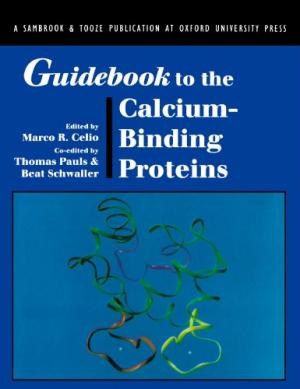 A SAMBROOK & TOOZE PUBLICATION AT OXFORD UNIVERSITY PRESS
Guidebook to the
Calcium-
Binding
Proteins
Edited by
Marco R. Celio
Co-edited by
Thomas Pauls &
Beat Schwaller